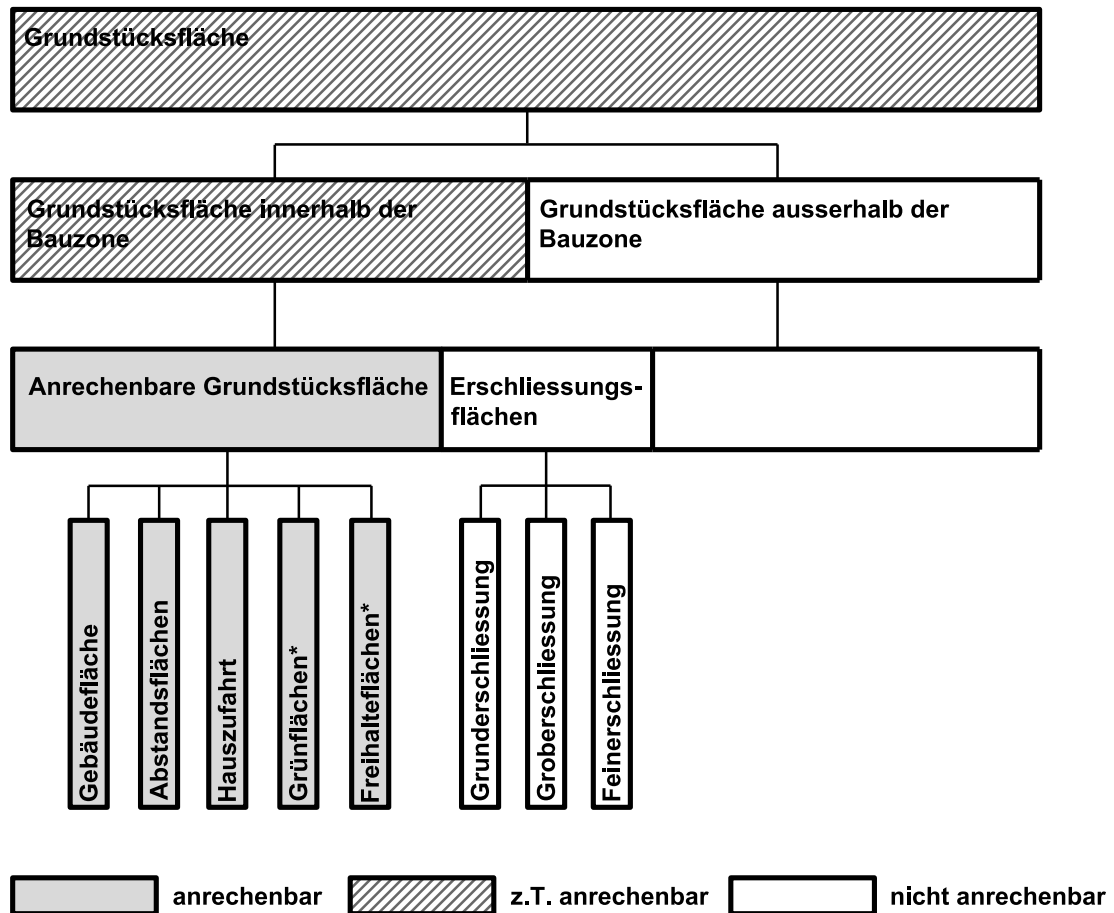 Grundstücksfläche
Grundstücksfläche innerhalb der
Bauzone
Grundstücksfläche ausserhalb der
Bauzone
Anrechenbare Grundstücksfläche
Erschliessungs-
flächen
Gebäudefläche
Abstandsflächen
Hauszufahrt
Grünflächen*
Freihalteflächen*
Grunderschliessung
Groberschliessung
Feinerschliessung
anrechenbar
z.T. anrechenbar
nicht anrechenbar